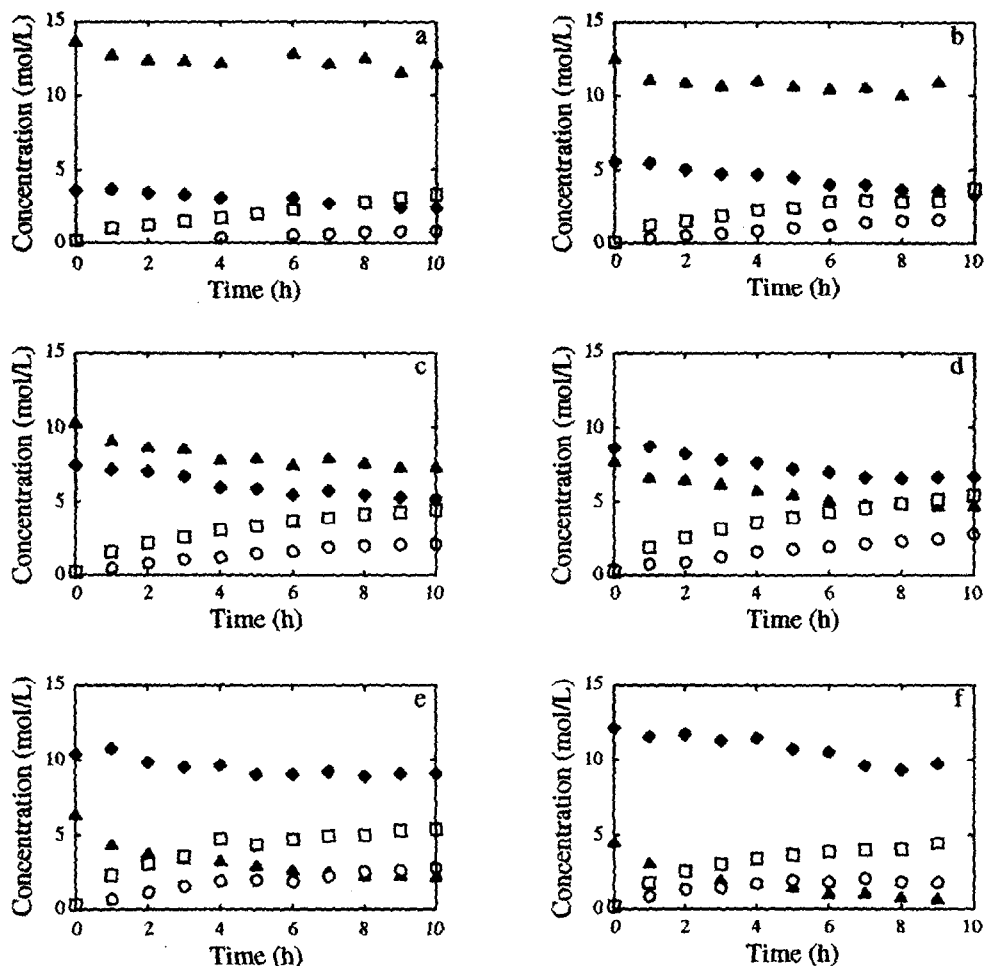 15 a 15 b
Concentration (mol/L) Concentration (mol/L)
10 10
5 5
0 0
0 2 4 6 8 10 0 2 4 6 8 10
Time (h) Time (h)
15 c 15 d
Concentration (mol/L) Concentration (mol/L)
10 10
5 5
0 0
0 2 4 6 8 10 0 2 4 6 8 10
Time (h) Time (h)
15 e 15 f
Concentration (mol/L) Concentration (mol/L)
10 10
5 5
0 0
0 2 4 6 8 10 0 2 4 6 8 10
Time (h) Time (h)